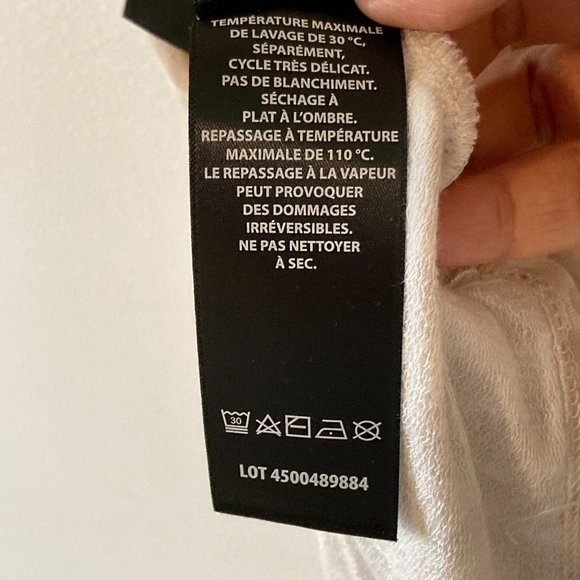 TEMPÉRATURE MAXIMALE
DE LAVAGE DE 30 °C,
SÉPARÉMENT,
CYCLE TRÈS DÉLICAT.
PAS DE BLANCHIMENT.
SÉCHAGE À
PLAT À L'OMBRE.
REPASSAGE À TEMPÉRATURE
MAXIMALE DE 110 °C.
LE REPASSAGE À LA VAPEUR
PEUT PROVOQUER
DES DOMMAGES
IRRÉVERSIBLES.
NE PAS NETTOYER
À SEC.
30
LOT 4500489884